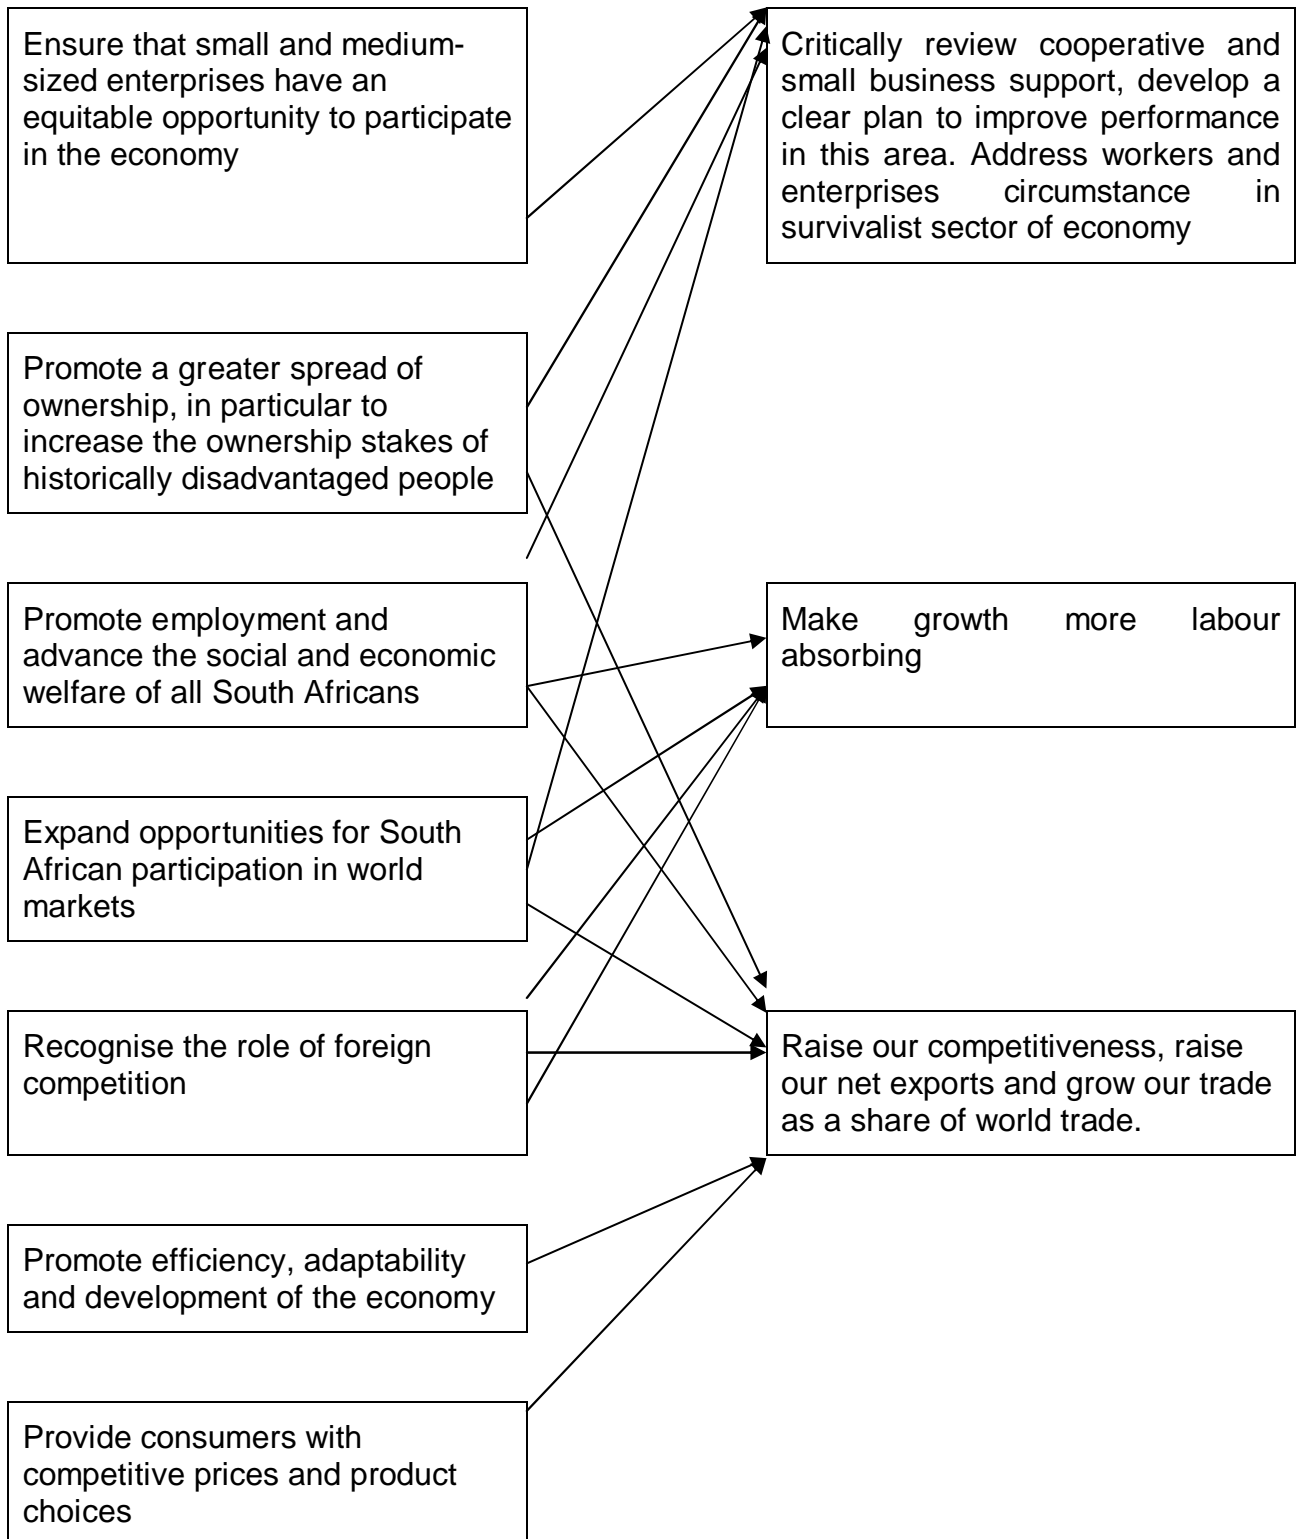 Ensure that small and medium-
sized enterprises have an
equitable opportunity to participate
in the economy
Critically review cooperative and
small business support, develop a
clear plan to improve performance
in this area. Address workers and
enterprises circumstance in
survivalist sector of economy
Promote a greater spread of
ownership, in particular to
increase the ownership stakes of
historically disadvantaged people
Promote employment and
advance the social and economic
welfare of all South Africans
Make growth more labour
absorbing
Expand opportunities for South
African participation in world
markets
Recognise the role of foreign
competition
Raise our competitiveness, raise
our net exports and grow our trade
as a share of world trade.
Promote efficiency, adaptability
and development of the economy
Provide consumers with
competitive prices and product
choices